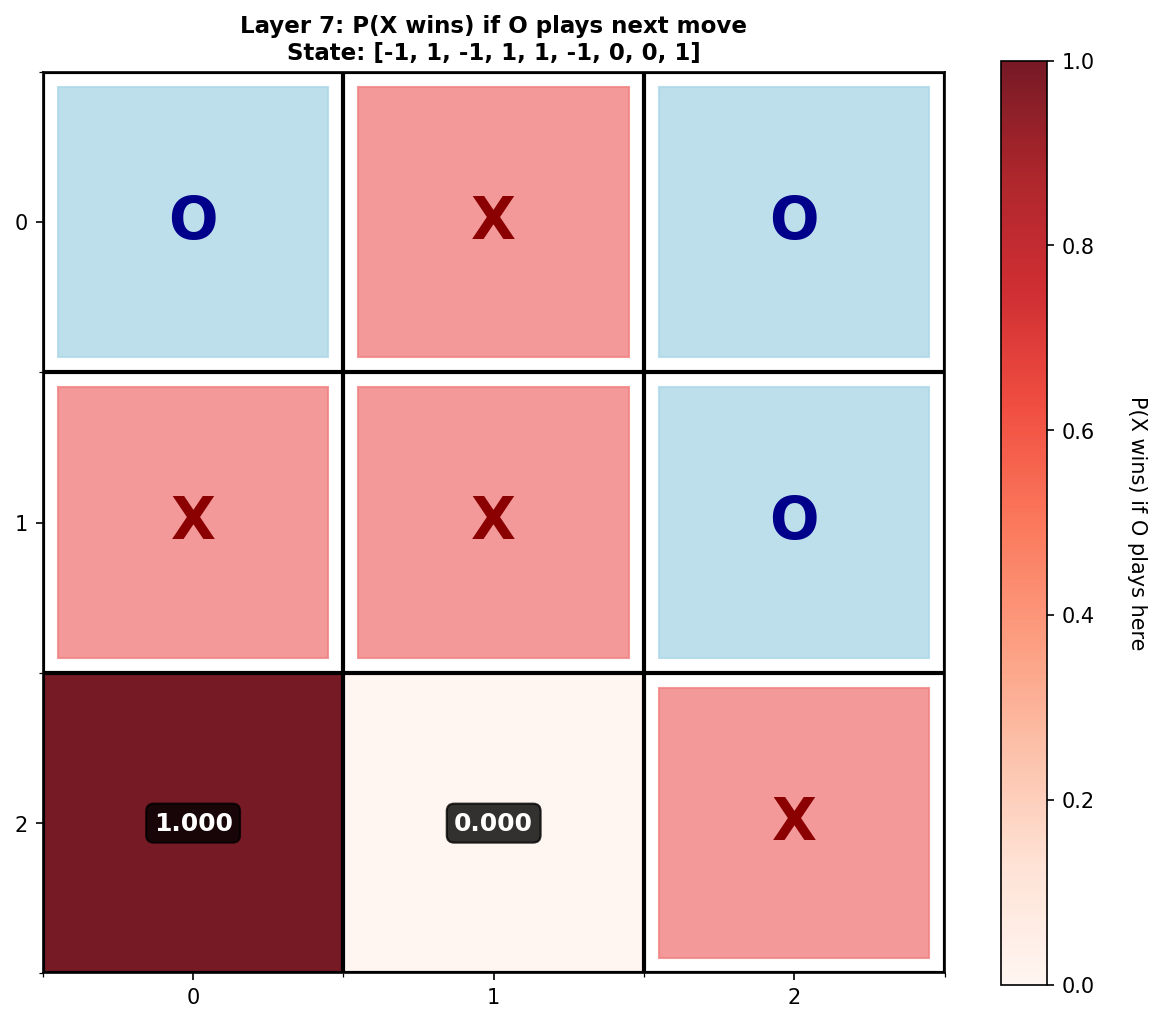 Layer 7: P(X wins) if O plays next move
State: [-1, 1, -1, 1, 1, -1, 0, 0, 1]
0
O
X
O
1
X
X
O
2
1.000
0.000
X
0
1
2
1.0
0.8
0.6
0.4
0.2
0.0
P(X wins) if O plays here